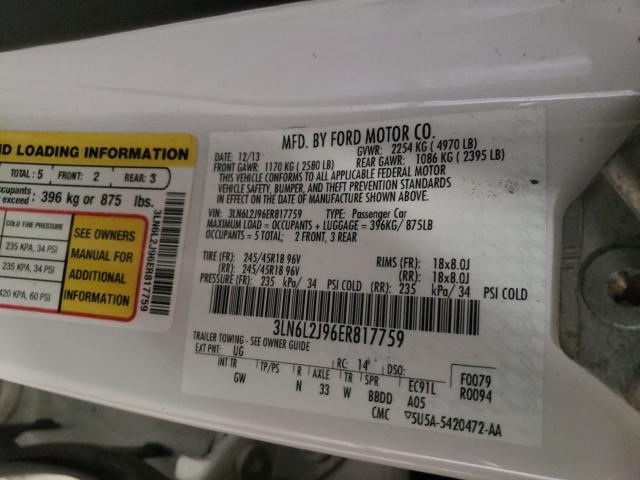 ND LOADING INFORMATION
TOTAL: 5 FRONT: 2 REAR: 3
ccupants
exceed: 396 kg or 875 lbs.
COLD TIRE PRESSURE
235 KPA, 34 PSI
235 KPA, 34 PSI
420 KPA, 60 PSI
SEE OWNERS
MANUAL FOR
ADDITIONAL
INFORMATION
3LN6L2J96ER817759
MFD. BY FORD MOTOR CO.
12/13 GVWR: 2254 KG ( 4970 LB)
FRONT GAWR: 1170 KG ( 2580 LB) REAR GAWR: 1086 KG ( 2395 LB)
THIS VEHICLE CONFORMS TO ALL APPLICABLE FEDERAL MOTOR
VEHICLE SAFETY, BUMPER, AND THEFT PREVENTION STANDARDS
IN EFFECT ON THE DATE OF MANUFACTURE SHOWN ABOVE.
VIN: 3LN6L2J96ER817759 TYPE: Passenger Car
MAXIMUM LOAD = OCCUPANTS + LUGGAGE = 396KG/ 875LB
OCCUPANTS = 5 TOTAL; 2 FRONT, 3 REAR
TIRE (FR): 245/45R18 96V RIMS (FR): 18x8.0J
(RR): 245/45R18 96V (RR): 18x8.0J
PRESSURE (FR): 235 kPa/ 34 (RR): 235 kPa/ 34 PSI COLD
3LN6L2J96ER817759
TRAILER TOWING - SEE OWNER GUIDE
EXT PNT: UG RC: 14 DSO: F0079
INT TR TP/PS R AXLE TR SPR EC91L R0094
GW N 33 W BBDD A05
CMC 5U5A-5420472-AA